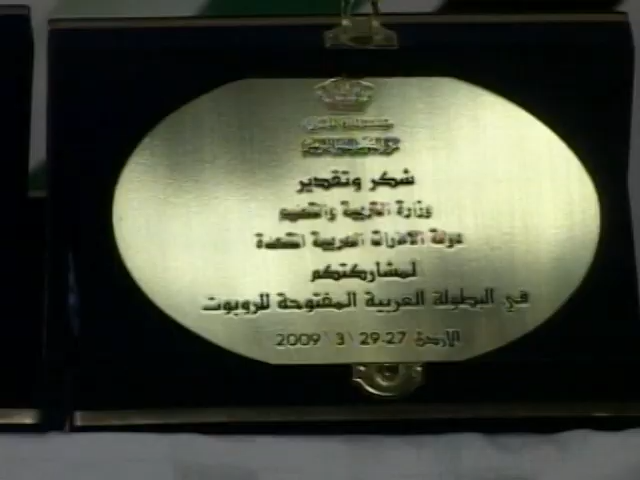 شكر وتقدير
وزارة التربية والتعليم
دولة الامارات العربية المتحدة
لمشاركتكم
في البطولة العربية المفتوحة للروبوت
الاردن 27-29 \ 3 \ 2009